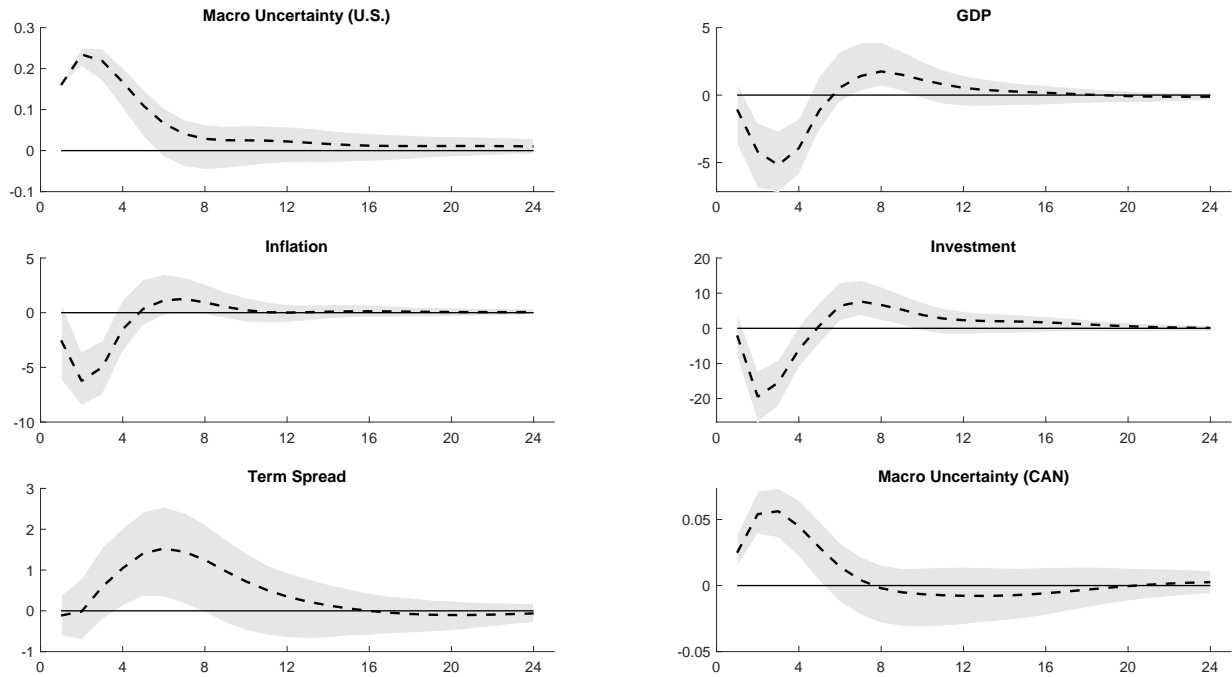 Macro Uncertainty (U.S.)
0.3
0.2
0.1
0
-0.1
0 4 8 12 16 20 24
GDP
5
0
-5
0 4 8 12 16 20 24
Inflation
5
0
-5
-10
0 4 8 12 16 20 24
Investment
20
10
0
-10
-20
0 4 8 12 16 20 24
Term Spread
3
2
1
0
-1
0 4 8 12 16 20 24
Macro Uncertainty (CAN)
0.05
0
-0.05
0 4 8 12 16 20 24